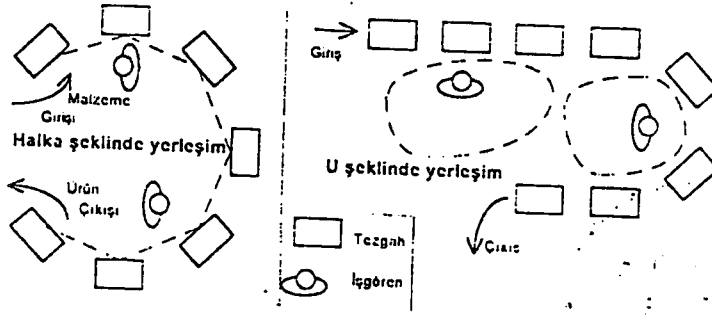 Malzeme
Girişi
Halka şeklinde yerleşim
Ürün
Çıkışı
Giriş
U şeklinde yerleşim
Çıkış
Tezgah
İşgören